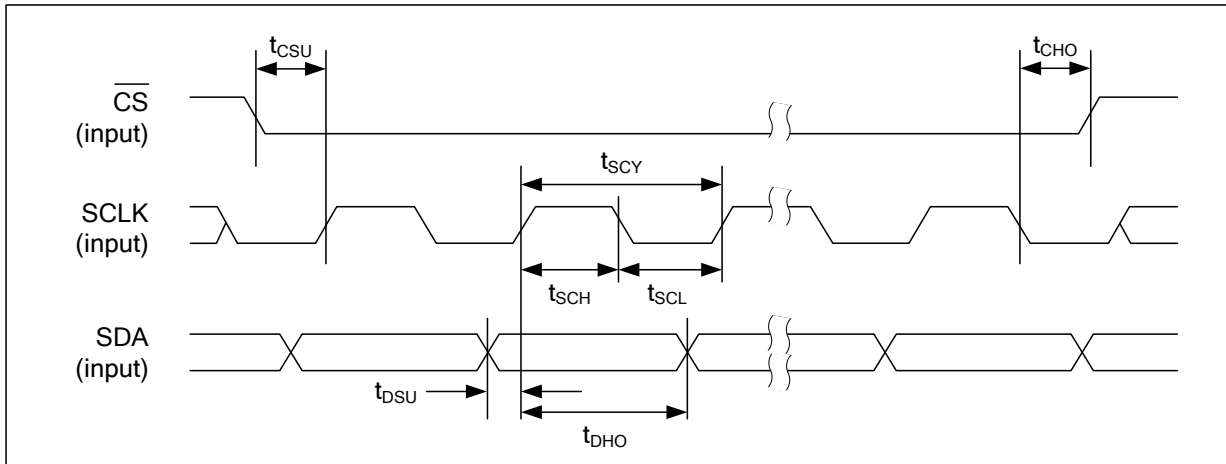 tCSU
tCHO
CS
(input)
tSCY
SCLK
(input)
tSCH
tSCL
SDA
(input)
tDSU
tDHO